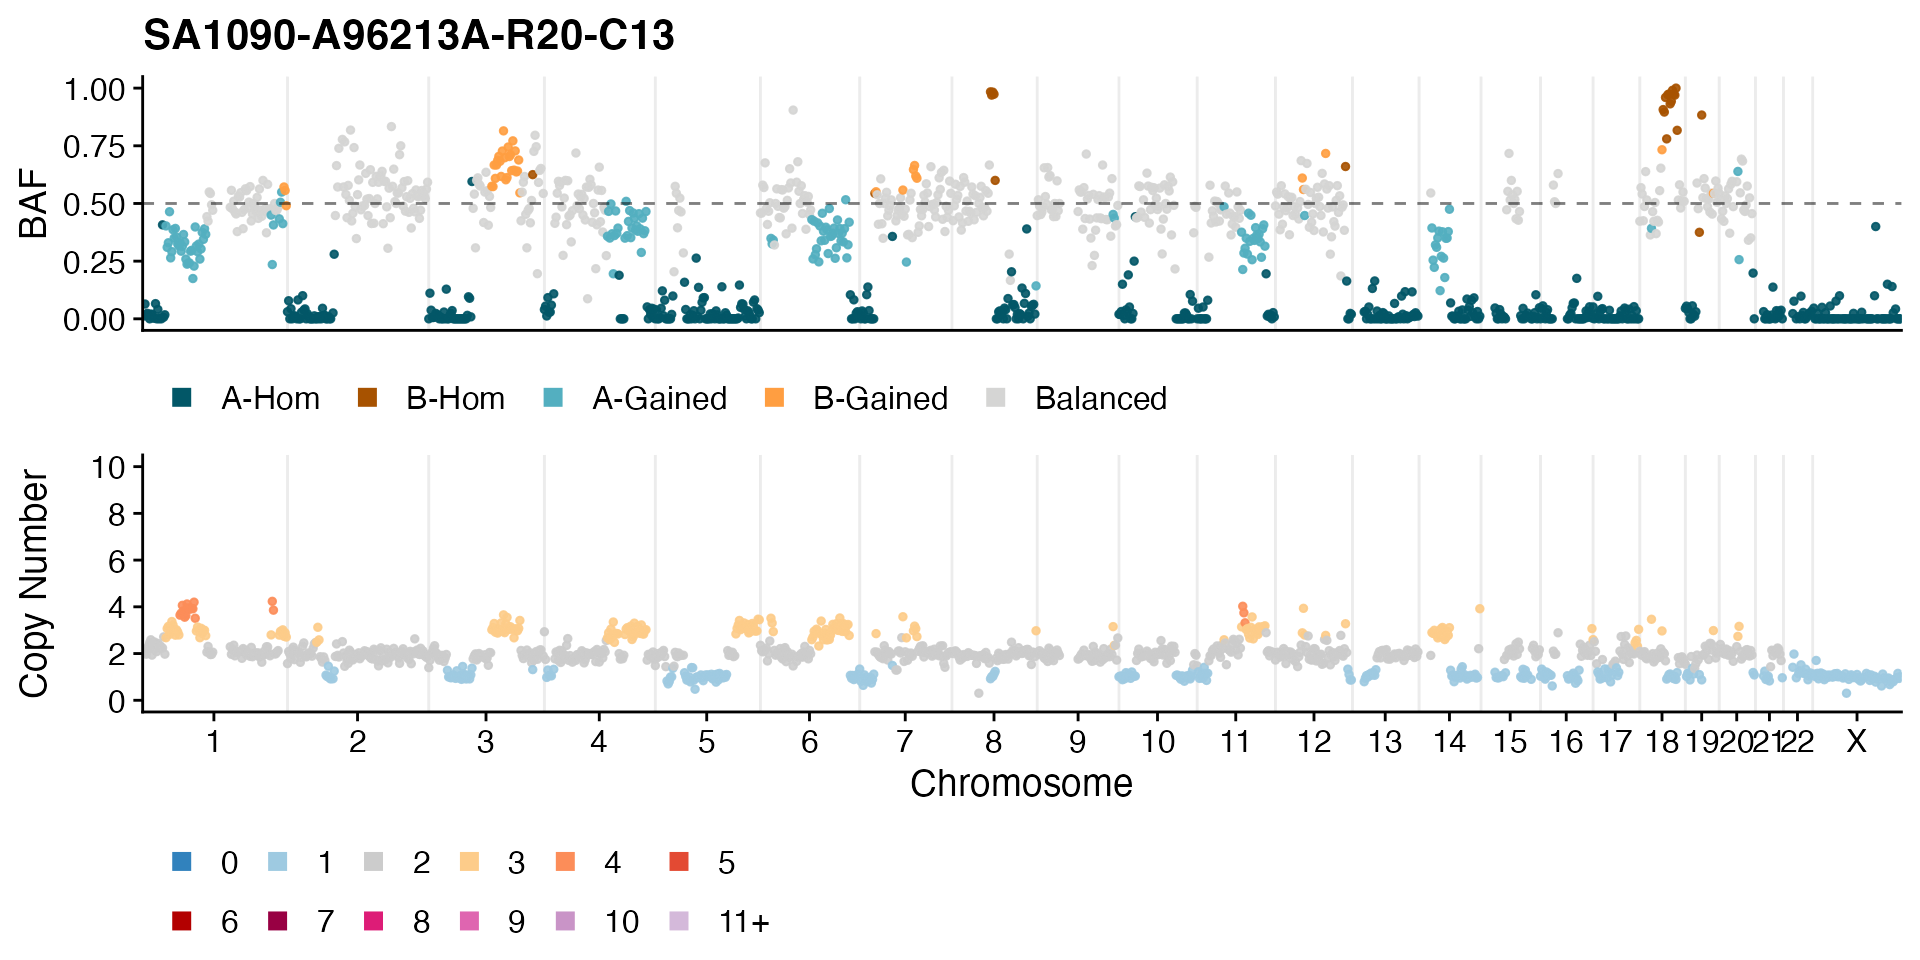 SA1090-A96213A-R20-C13
BAF
1.00
0.75
0.50
0.25
0.00
A-Hom B-Hom A-Gained B-Gained Balanced
Copy Number
10
8
6
4
2
0
1 2 3 4 5 6 7 8 9 10 11 12 13 14 15 16 17 18 19 20 21 22 X
Chromosome
0 1 2 3 4 5
6 7 8 9 10 11+